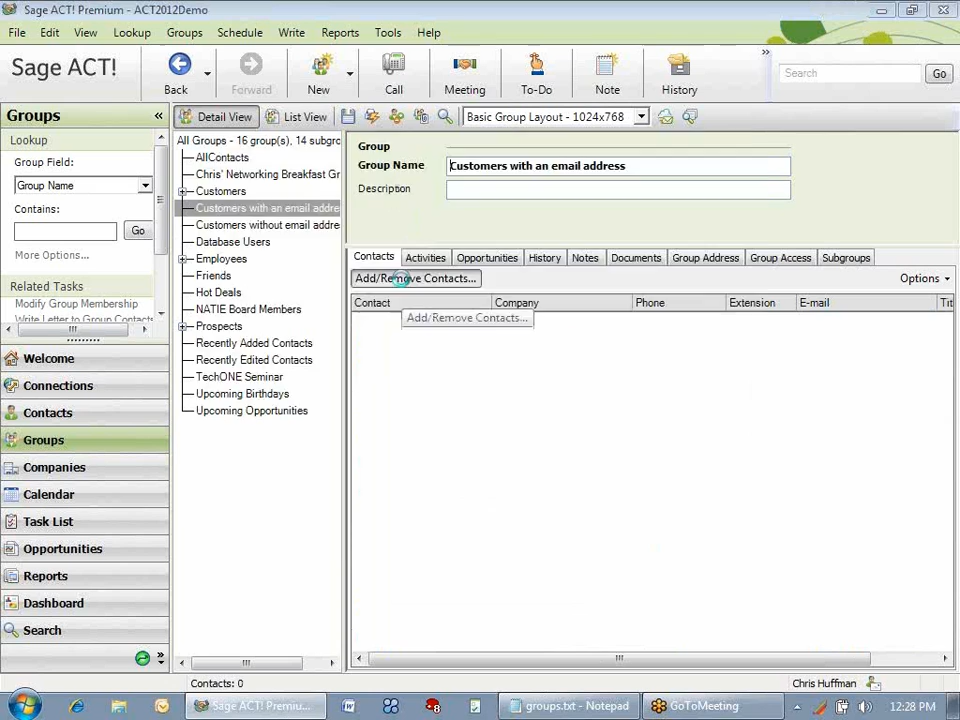 Sage ACT! Premium - ACT2012Demo
File Edit View Lookup Groups Schedule Write Reports Tools Help
Sage ACT!
Back Forward New Call Meeting To-Do Note History
»
Search
Go
Groups
«
Detail View
List View
Basic Group Layout - 1024x768
Lookup
Group Field:
Group Name
Contains:
Go
More Options...
Related Tasks
Modify Group Membership
Write Letter to Group Contacts
Welcome
Connections
Contacts
Groups
Companies
Calendar
Task List
Opportunities
Reports
Dashboard
Search
»
All Groups - 16 group(s), 14 subgro
AllContacts
Chris' Networking Breakfast Gr
Customers
Customers with an email addre
Customers without email addre
Database Users
Employees
Friends
Hot Deals
NATIE Board Members
Prospects
Recently Added Contacts
Recently Edited Contacts
TechONE Seminar
Upcoming Birthdays
Upcoming Opportunities
Group
Group Name
Customers with an email address
Description
Contacts Activities Opportunities History Notes Documents Group Address Group Access Subgroups
Add/Remove Contacts...
Options
Contact Company Phone Extension E-mail Tit
Add/Remove Contacts...
Contacts: 0
Chris Huffman
Sage ACT! Premiu...
groups.txt - Notepad
GoToMeeting
12:28 PM